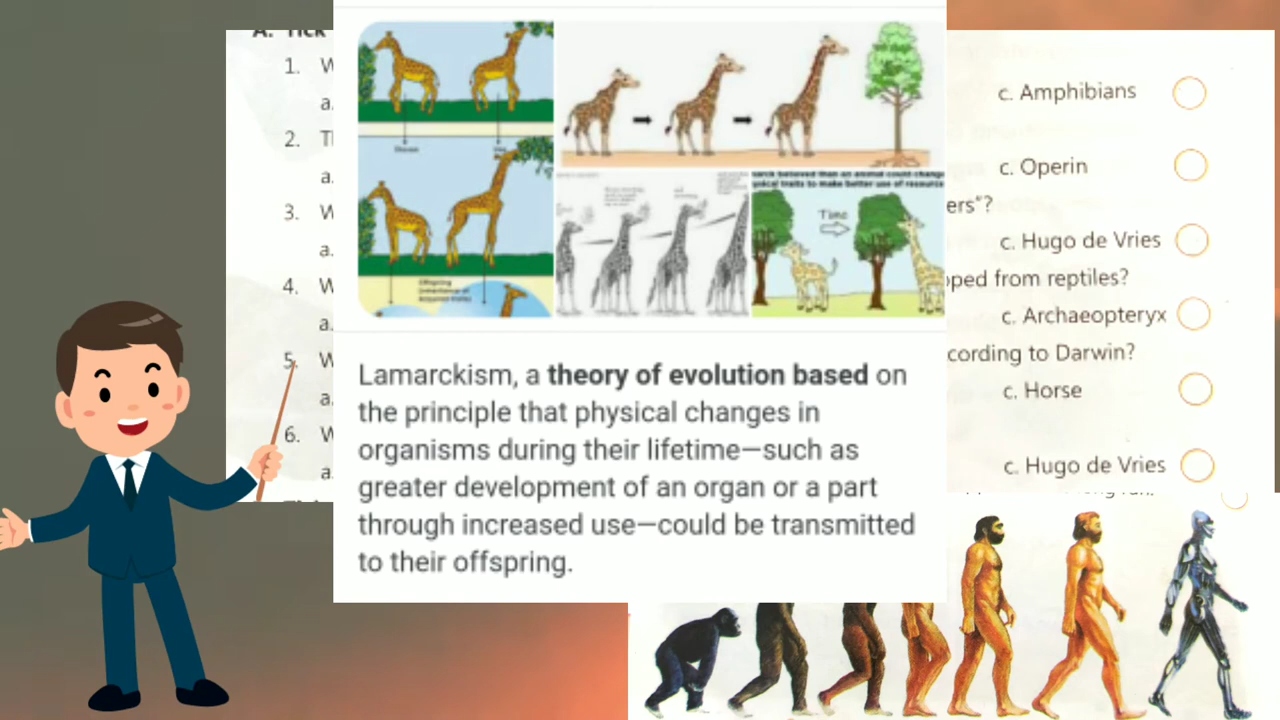 A. Tick
1. W
a.
2. Tl
a.
3. W
a.
4. W
a.
5. W
a.
6. W
a.
Time
Lamarckism, a theory of evolution based on
the principle that physical changes in
organisms during their lifetime—such as
greater development of an organ or a part
through increased use—could be transmitted
to their offspring.
c. Amphibians
c. Operin
ers"?
c. Hugo de Vries
oped from reptiles?
c. Archaeopteryx
cording to Darwin?
c. Horse
c. Hugo de Vries